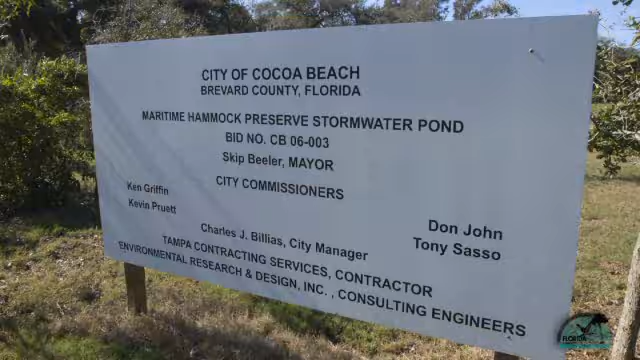 CITY OF COCOA BEACH
BREVARD COUNTY, FLORIDA
MARITIME HAMMOCK PRESERVE STORMWATER POND
BID NO. CB 06-003
Skip Beeler, MAYOR
CITY COMMISSIONERS
Ken Griffin
Kevin Pruett
Don John
Tony Sasso
Charles J. Billias, City Manager
TAMPA CONTRACTING SERVICES, CONTRACTOR
ENVIRONMENTAL RESEARCH & DESIGN, INC. , CONSULTING ENGINEERS
FLORIDA